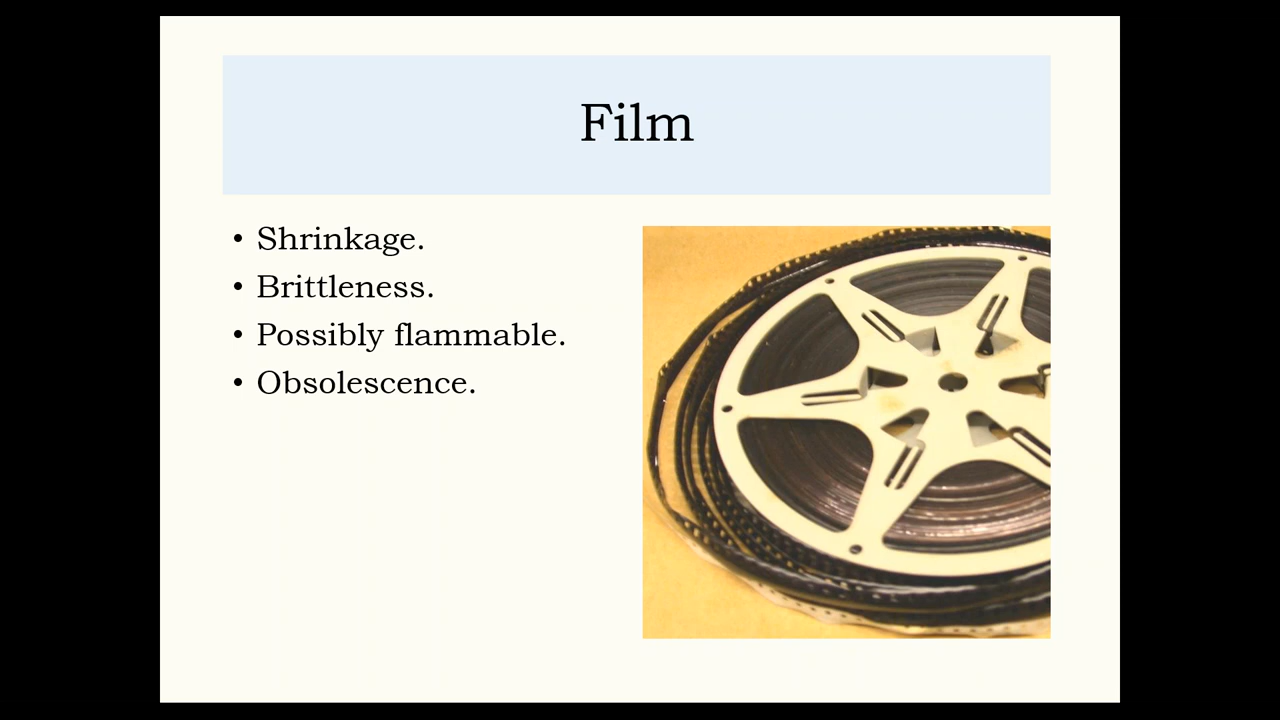 Film
• Shrinkage.
• Brittleness.
• Possibly flammable.
• Obsolescence.